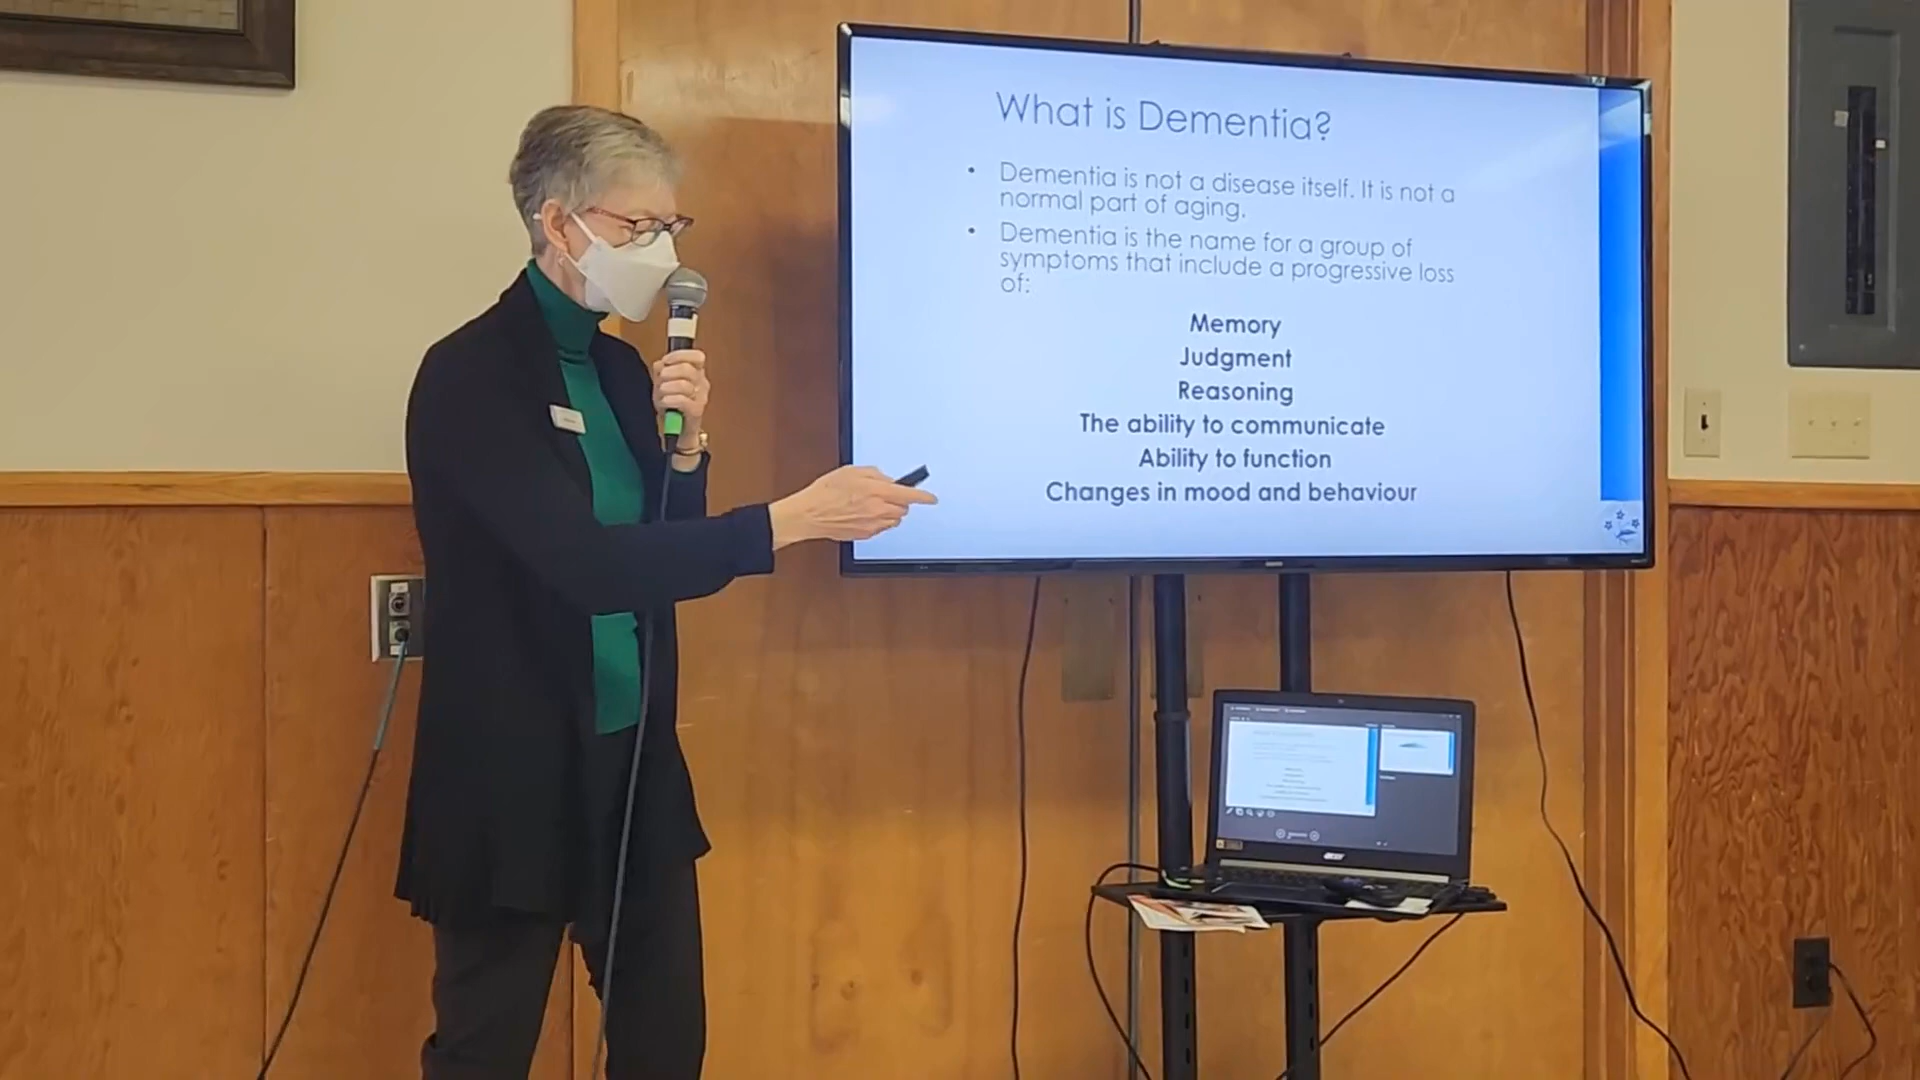 What is Dementia?
• Dementia is not a disease itself. It is not a
normal part of aging.
• Dementia is the name for a group of
symptoms that include a progressive loss
of:
Memory
Judgment
Reasoning
The ability to communicate
Ability to function
Changes in mood and behaviour
acer